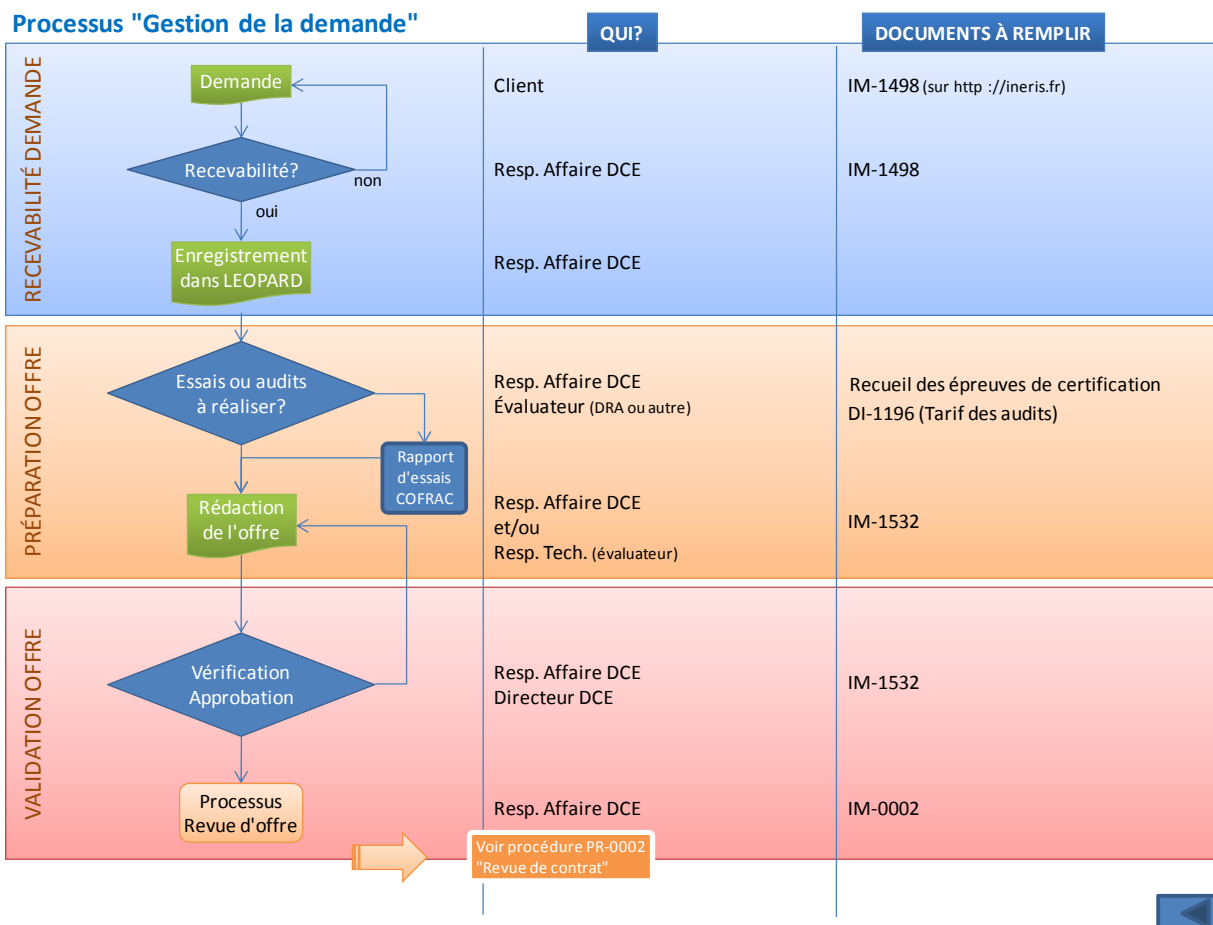 Processus "Gestion de la demande"
QUI?
DOCUMENTS À REMPLIR
RECEVABILITÉ DEMANDE
Demande
Client
IM-1498 (sur http ://ineris.fr)
Recevabilité?
non
oui
Resp. Affaire DCE
IM-1498
Enregistrement
dans LEOPARD
Resp. Affaire DCE
PRÉPARATION OFFRE
Essais ou audits
à réaliser?
Resp. Affaire DCE
Évaluateur (DRA ou autre)
Recueil des épreuves de certification
DI-1196 (Tarif des audits)
Rapport
d'essais
COFRAC
Rédaction
de l'offre
Resp. Affaire DCE
et/ou
Resp. Tech. (évaluateur)
IM-1532
VALIDATION OFFRE
Vérification
Approbation
Resp. Affaire DCE
Directeur DCE
IM-1532
Processus
Revue d'offre
Resp. Affaire DCE
IM-0002
Voir procédure PR-0002
"Revue de contrat"